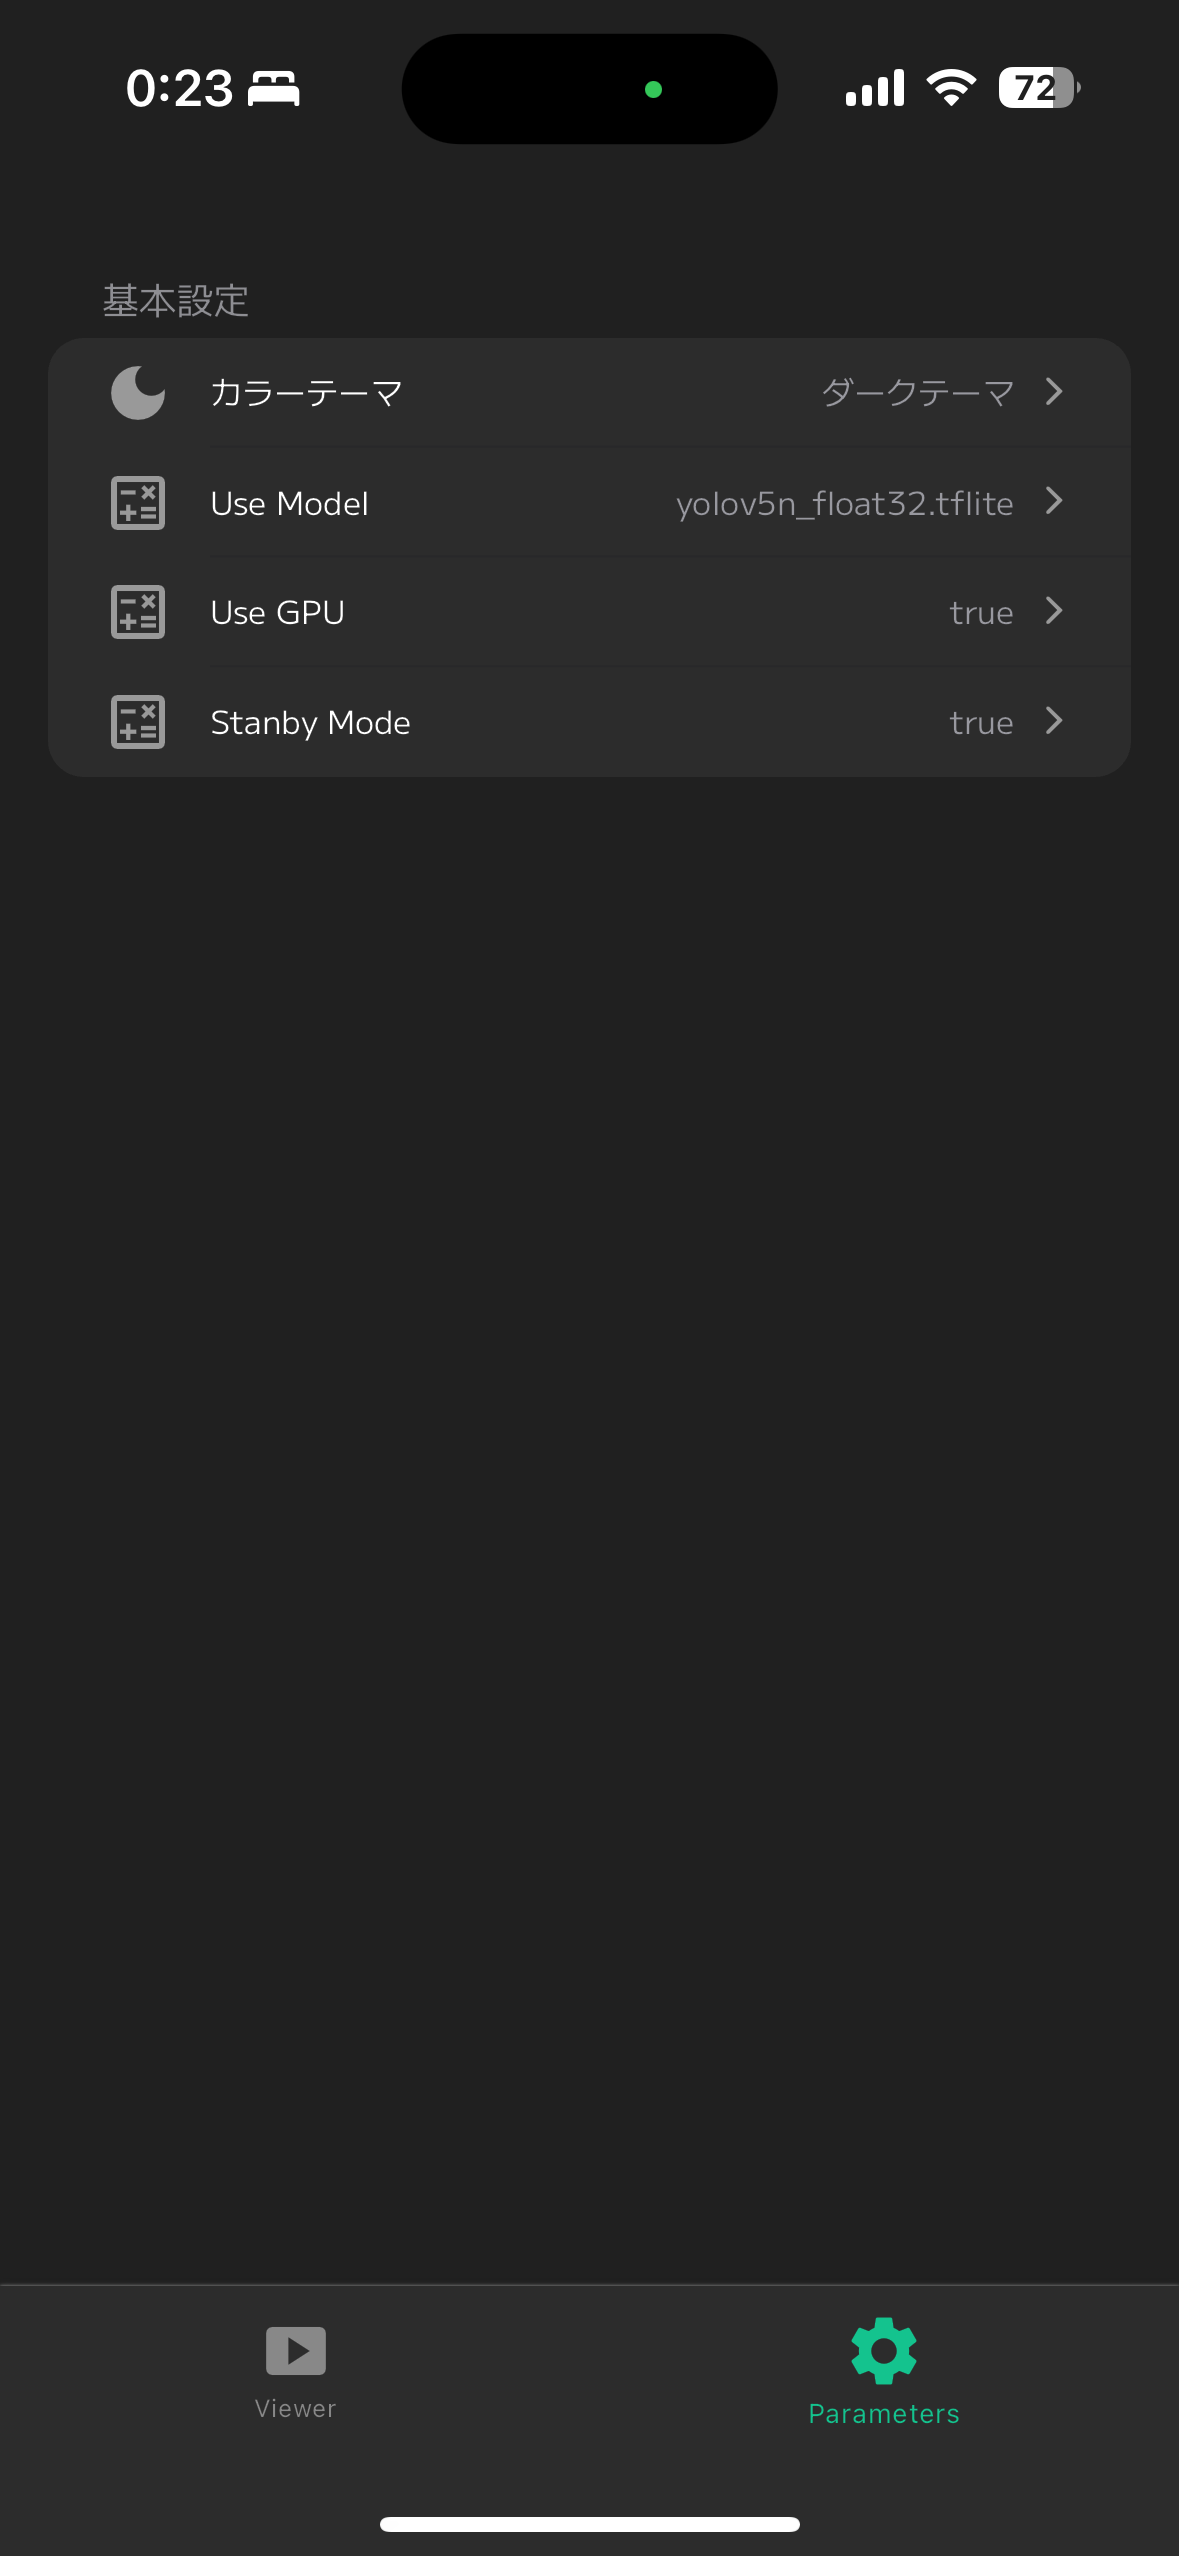 0:23
72
基本設定
カラーテーマ ダークテーマ
Use Model yolov5n_float32.tflite
Use GPU true
Stanby Mode true
Viewer Parameters